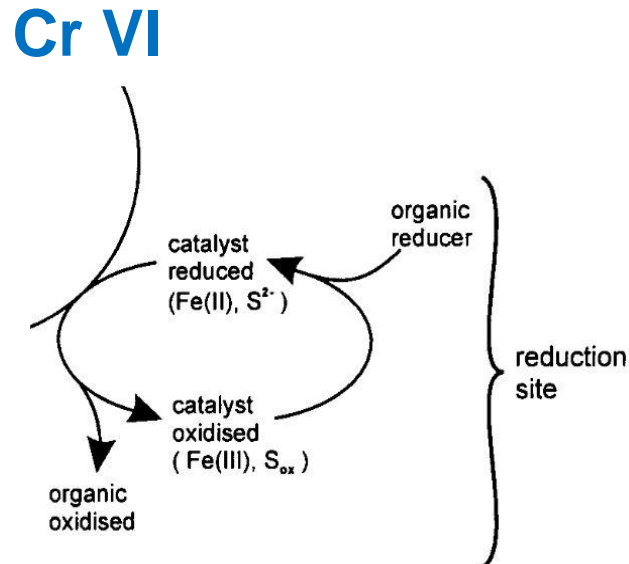 Cr VI
organic
reducer
catalyst
reduced
(Fe(II), S²⁻ )
reduction
site
catalyst
oxidised
( Fe(III), Sₒₓ )
organic
oxidised